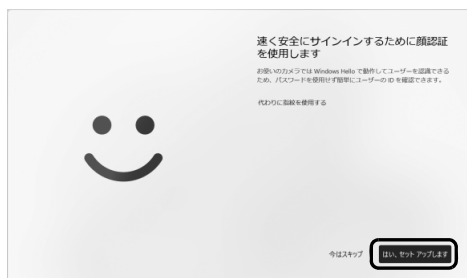 速く安全にサインインするために顔認証
を使用します
お使いのカメラでは Windows Hello で動作してユーザーを認識できる
ため、パスワードを使用せず簡単にユーザーの ID を確認できます。
代わりに指紋を使用する
今はスキップ
はい、セット アップします